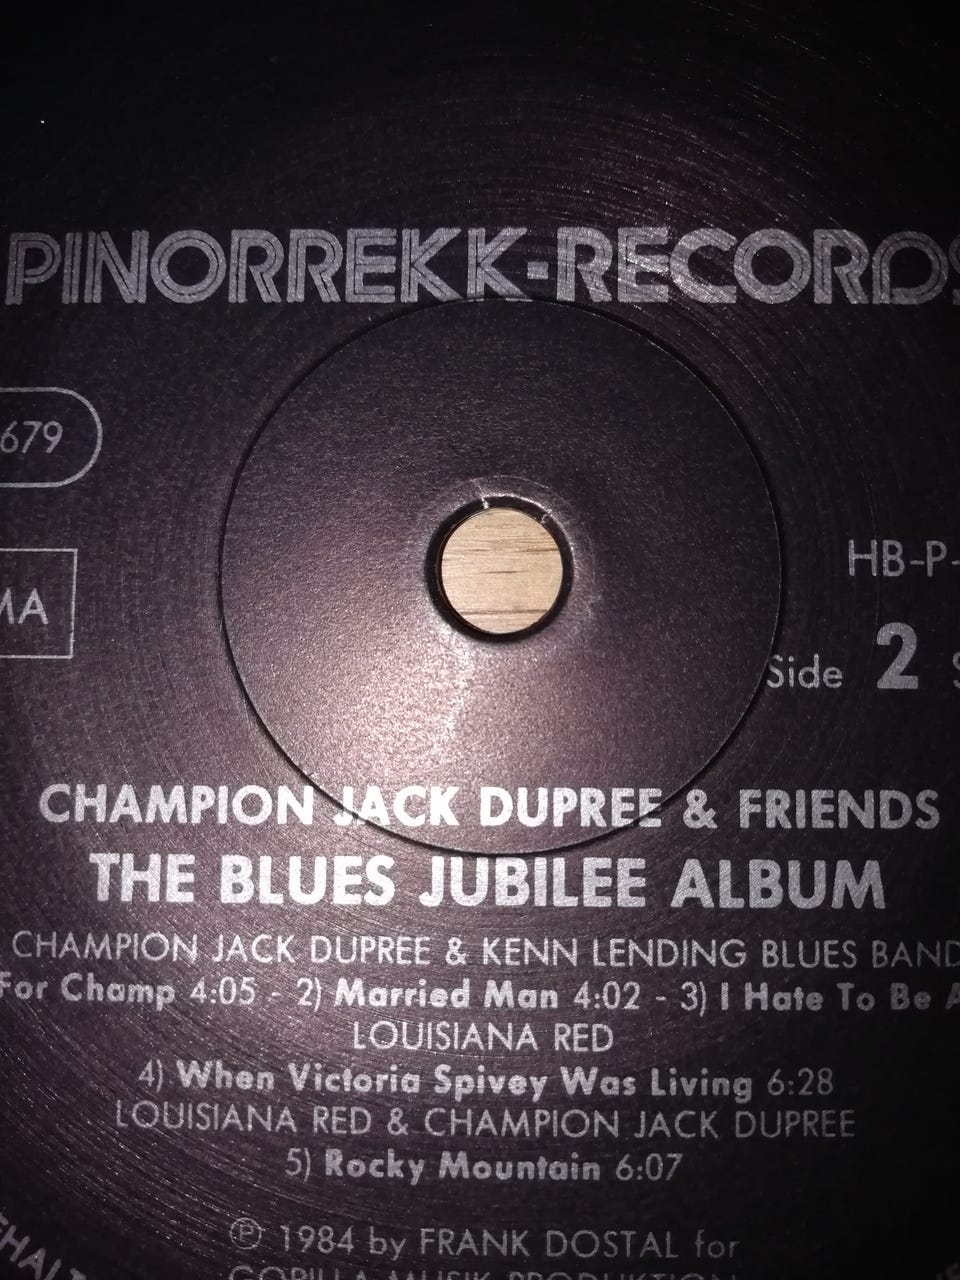 PINORREKK-RECORDS
679
MA
HB-P-
Side 2 S
CHAMPION JACK DUPREE & FRIENDS
THE BLUES JUBILEE ALBUM
CHAMPION JACK DUPREE & KENN LENDING BLUES BAND
For Champ 4:05 - 2) Married Man 4:02 - 3) I Hate To Be A
LOUISIANA RED
4) When Victoria Spivey Was Living 6:28
LOUISIANA RED & CHAMPION JACK DUPREE
5) Rocky Mountain 6:07
℗ 1984 by FRANK DOSTAL for
GORILLA MUSIK PRODUKTION